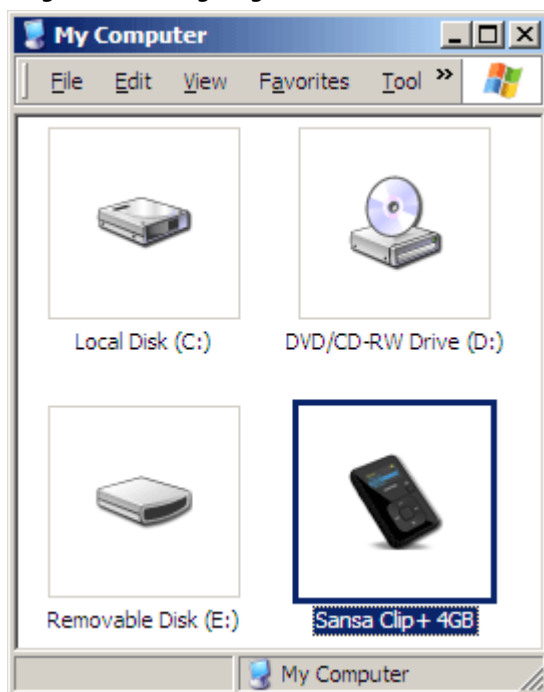 My Computer
File Edit View Favorites Tool »
Local Disk (C:) DVD/CD-RW Drive (D:)
Removable Disk (E:) Sansa Clip+ 4GB
My Computer